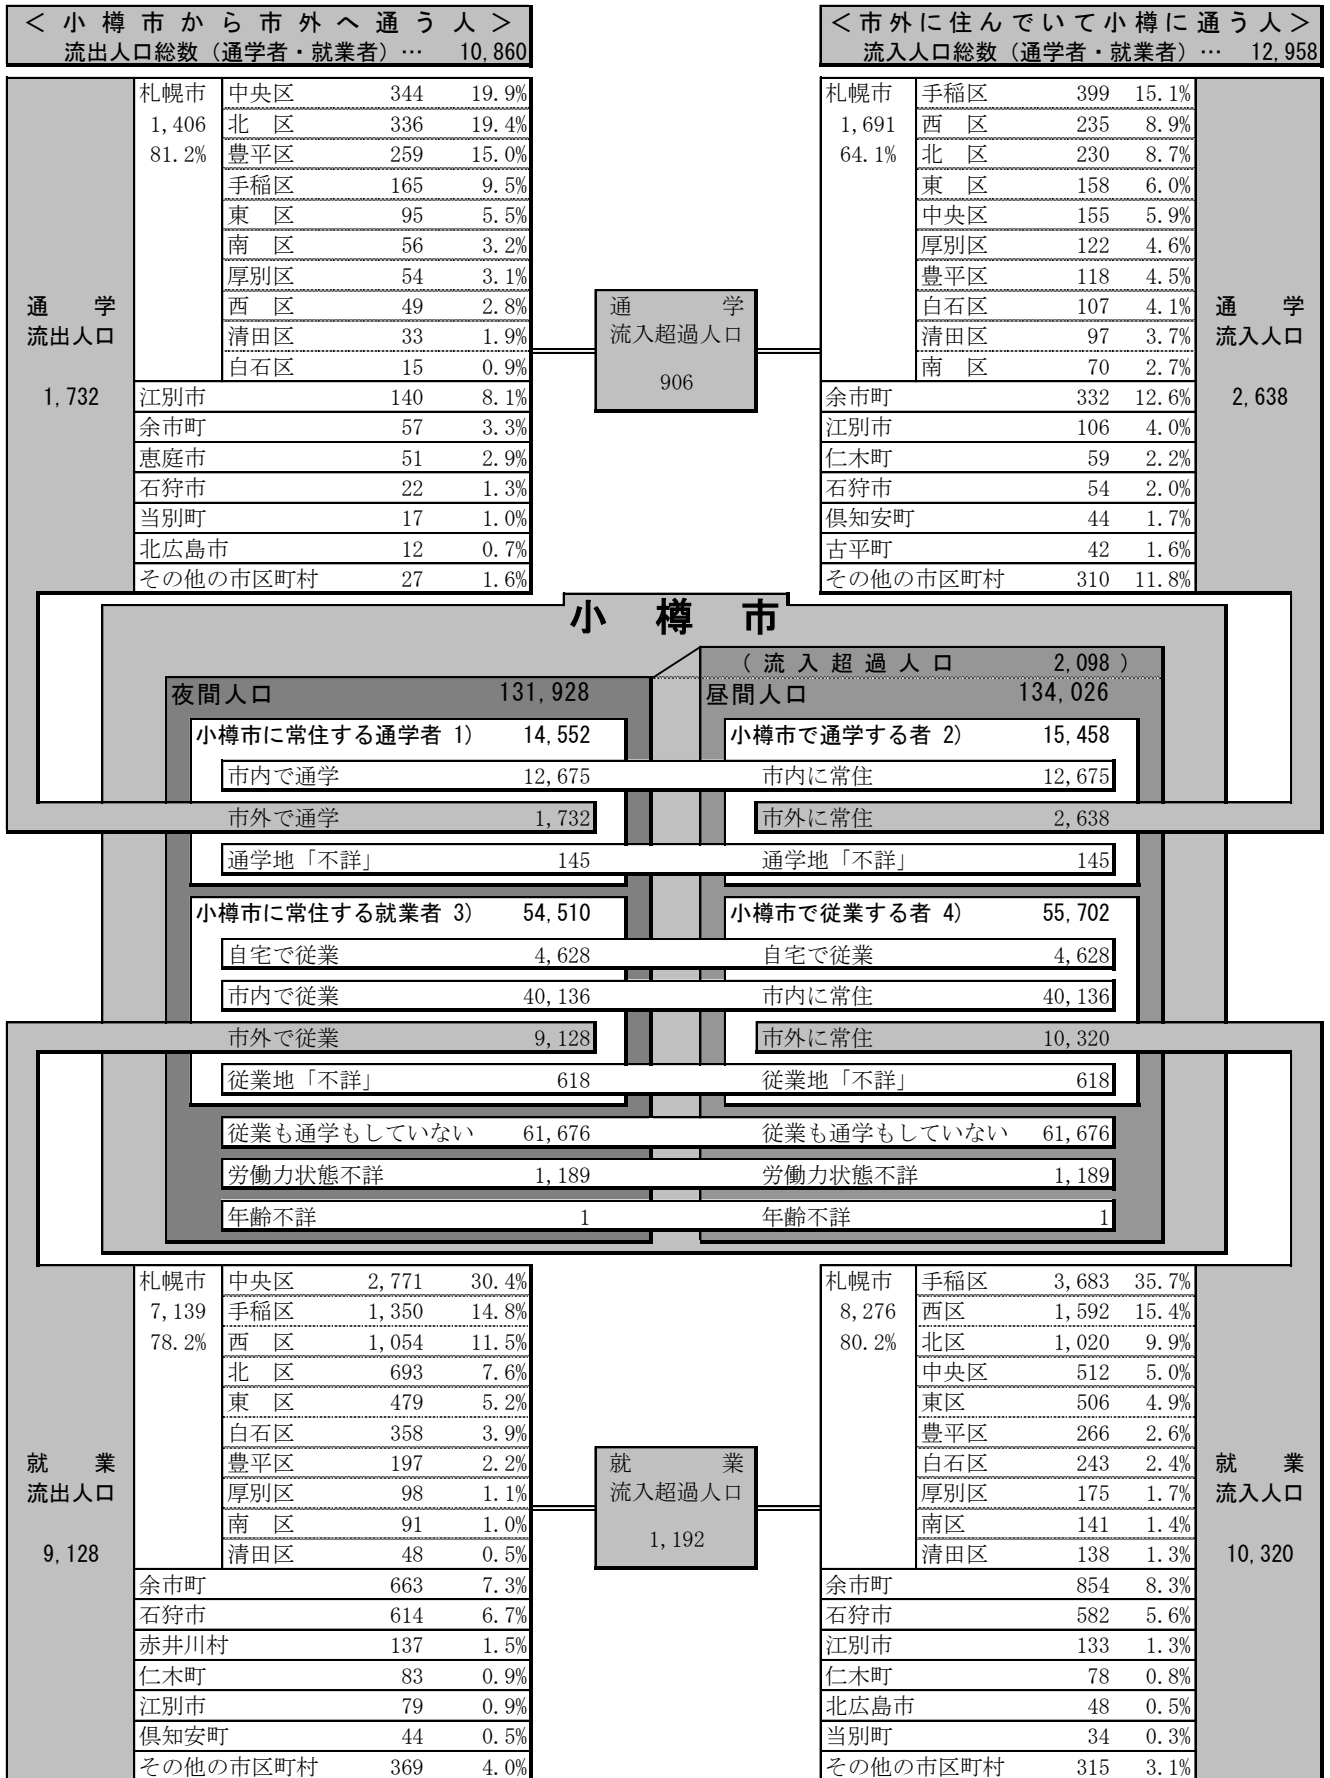 ＜ 小 樽 市 か ら 市 外 へ 通 う 人 ＞
流出人口総数（通学者・就業者）… 10,860
＜市外に住んでいて小樽に通う人＞
流入人口総数（通学者・就業者）… 12,958
通 学
流出人口
1,732
札幌市
1,406
81.2%
中央区 344 19.9%
北 区 336 19.4%
豊平区 259 15.0%
手稲区 165 9.5%
東 区 95 5.5%
南 区 56 3.2%
厚別区 54 3.1%
西 区 49 2.8%
清田区 33 1.9%
白石区 15 0.9%
江別市 140 8.1%
余市町 57 3.3%
恵庭市 51 2.9%
石狩市 22 1.3%
当別町 17 1.0%
北広島市 12 0.7%
その他の市区町村 27 1.6%
通 学
流入超過人口
906
札幌市
1,691
64.1%
手稲区 399 15.1%
西 区 235 8.9%
北 区 230 8.7%
東 区 158 6.0%
中央区 155 5.9%
厚別区 122 4.6%
豊平区 118 4.5%
白石区 107 4.1%
清田区 97 3.7%
南 区 70 2.7%
余市町 332 12.6%
江別市 106 4.0%
仁木町 59 2.2%
石狩市 54 2.0%
倶知安町 44 1.7%
古平町 42 1.6%
その他の市区町村 310 11.8%
通 学
流入人口
2,638
小 樽 市
（ 流 入 超 過 人 口 2,098 ）
夜間人口 131,928
昼間人口 134,026
小樽市に常住する通学者 1) 14,552
小樽市で通学する者 2) 15,458
市内で通学 12,675
市内に常住 12,675
市外で通学 1,732
市外に常住 2,638
通学地「不詳」 145
通学地「不詳」 145
小樽市に常住する就業者 3) 54,510
小樽市で従業する者 4) 55,702
自宅で従業 4,628
自宅で従業 4,628
市内で従業 40,136
市内に常住 40,136
市外で従業 9,128
市外に常住 10,320
従業地「不詳」 618
従業地「不詳」 618
従業も通学もしていない 61,676
従業も通学もしていない 61,676
労働力状態不詳 1,189
労働力状態不詳 1,189
年齢不詳 1
年齢不詳 1
就 業
流出人口
9,128
札幌市
7,139
78.2%
中央区 2,771 30.4%
手稲区 1,350 14.8%
西 区 1,054 11.5%
北 区 693 7.6%
東 区 479 5.2%
白石区 358 3.9%
豊平区 197 2.2%
厚別区 98 1.1%
南 区 91 1.0%
清田区 48 0.5%
余市町 663 7.3%
石狩市 614 6.7%
赤井川村 137 1.5%
仁木町 83 0.9%
江別市 79 0.9%
倶知安町 44 0.5%
その他の市区町村 369 4.0%
就 業
流入超過人口
1,192
札幌市
8,276
80.2%
手稲区 3,683 35.7%
西区 1,592 15.4%
北区 1,020 9.9%
中央区 512 5.0%
東区 506 4.9%
豊平区 266 2.6%
白石区 243 2.4%
厚別区 175 1.7%
南区 141 1.4%
清田区 138 1.3%
余市町 854 8.3%
石狩市 582 5.6%
江別市 133 1.3%
仁木町 78 0.8%
北広島市 48 0.5%
当別町 34 0.3%
その他の市区町村 315 3.1%
就 業
流入人口
10,320